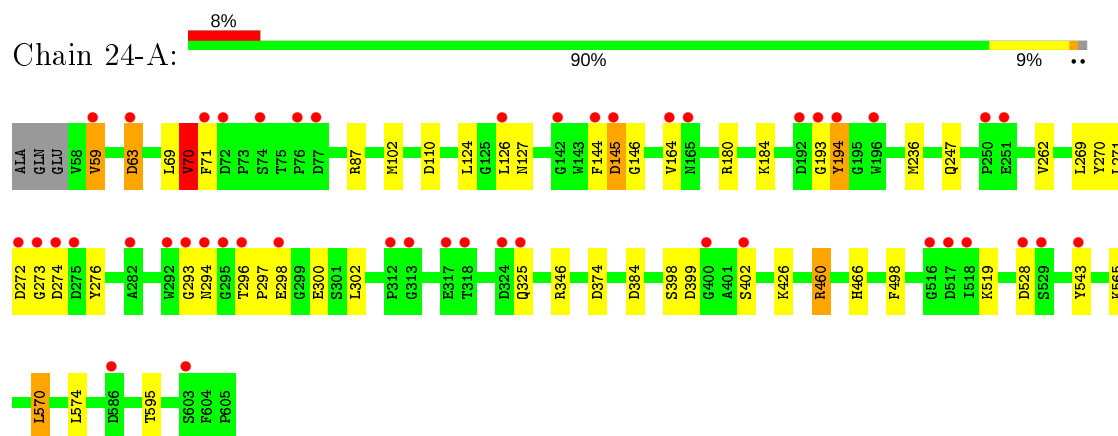 8%
Chain 24-A:
90% 9% ••
ALA GLN GLU V58 V59 D63 L69 V70 F71 D72 P73 S74 T75 P76 D77 R87 M102 D110 L124 G125 L126 N127 G142 W143 F144 D145 G146 V164 N165 R180 K184 D192 G193 Y194 G195 W196 M236 Q247 P250 E251 V262 L269 Y270 L271
D272 G273 D274 D275 Y276 A282 W292 G293 N294 G295 T296 P297 E298 G299 E300 S301 L302 P312 G313 E317 T318 D324 Q325 R346 D374 D384 S398 D399 G400 A401 S402 K426 R460 H466 F498 G516 D517 I518 K519 D528 S529 Y543 K565
L570 L574 D586 T595 S603 F604 P605